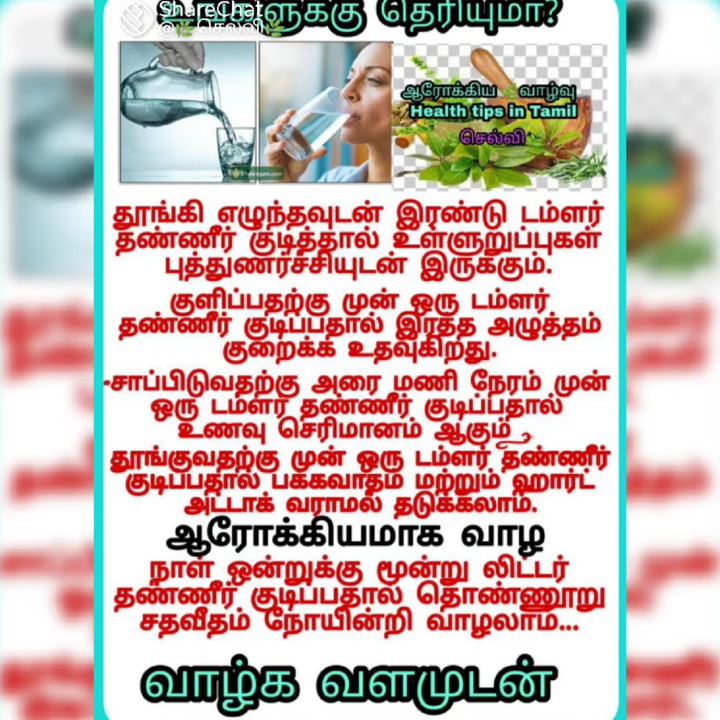 ShareChat
தெரியுமா?
ஆரோக்கிய வாழ்வு
Health tips in Tamil
செல்வி
தூங்கி எழுந்தவுடன் இரண்டு டம்ளர்
தண்ணீர் குடித்தால் உள்ளுறுப்புகள்
புத்துணர்ச்சியுடன் இருக்கும்.
குளிப்பதற்கு முன் ஒரு டம்ளர்
தண்ணீர் குடிப்பதால் இரத்த அழுத்தம்
குறைக்க உதவுகிறது.
-சாப்பிடுவதற்கு அரை மணி நேரம் முன்
ஒரு டம்ளர் தண்ணீர் குடிப்பதால்
உணவு செரிமானம் ஆகும்
தூங்குவதற்கு முன் ஒரு டம்ளர் தண்ணீர்
குடிப்பதால் பக்கவாதம் மற்றும் ஹார்ட்
அட்டாக் வராமல் தடுக்கலாம்.
ஆரோக்கியமாக வாழ
நாள் ஒன்றுக்கு மூன்று லிட்டர்
தண்ணீர் குடிப்பதால் தொண்ணூறு
சதவீதம் நோயின்றி வாழலாம்...
வாழ்க வளமுடன்